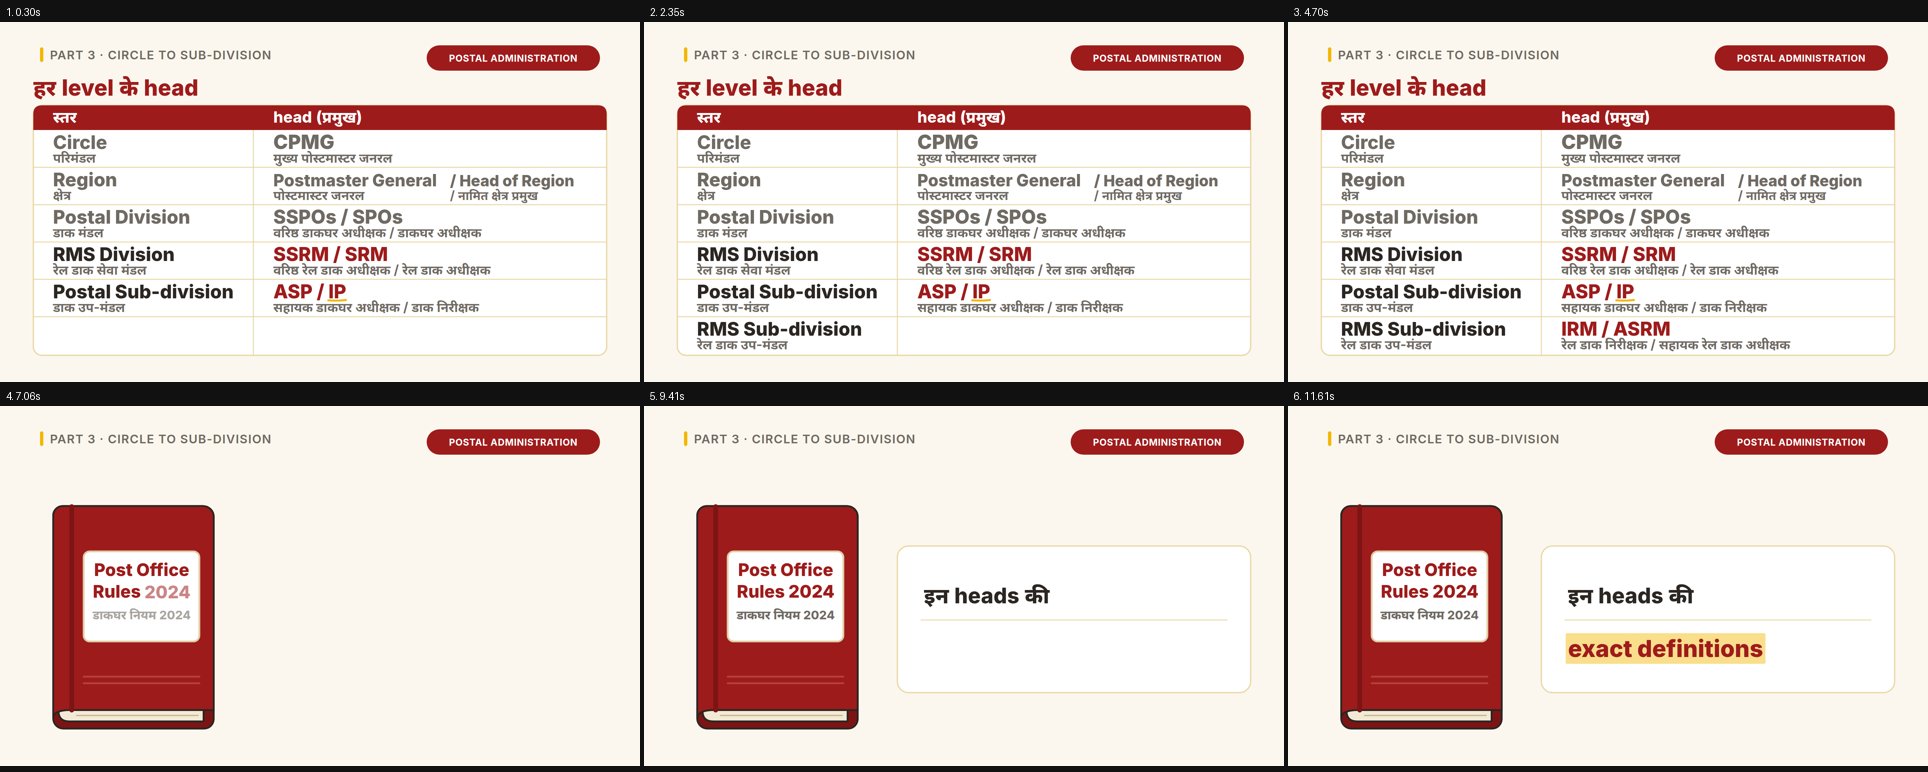 1. 0.30s
PART 3 · CIRCLE TO SUB-DIVISION
POSTAL ADMINISTRATION
हर level के head
स्तर head (प्रमुख)
Circle CPMG
परिमंडल मुख्य पोस्टमास्टर जनरल
Region Postmaster General / Head of Region
क्षेत्र पोस्टमास्टर जनरल / नामित क्षेत्र प्रमुख
Postal Division SSPOs / SPOs
डाक मंडल वरिष्ठ डाकघर अधीक्षक / डाकघर अधीक्षक
RMS Division SSRM / SRM
रेल डाक सेवा मंडल वरिष्ठ रेल डाक अधीक्षक / रेल डाक अधीक्षक
Postal Sub-division ASP / IP
डाक उप-मंडल सहायक डाकघर अधीक्षक / डाक निरीक्षक
2. 2.35s
PART 3 · CIRCLE TO SUB-DIVISION
POSTAL ADMINISTRATION
हर level के head
स्तर head (प्रमुख)
Circle CPMG
परिमंडल मुख्य पोस्टमास्टर जनरल
Region Postmaster General / Head of Region
क्षेत्र पोस्टमास्टर जनरल / नामित क्षेत्र प्रमुख
Postal Division SSPOs / SPOs
डाक मंडल वरिष्ठ डाकघर अधीक्षक / डाकघर अधीक्षक
RMS Division SSRM / SRM
रेल डाक सेवा मंडल वरिष्ठ रेल डाक अधीक्षक / रेल डाक अधीक्षक
Postal Sub-division ASP / IP
डाक उप-मंडल सहायक डाकघर अधीक्षक / डाक निरीक्षक
RMS Sub-division
रेल डाक उप-मंडल
3. 4.70s
PART 3 · CIRCLE TO SUB-DIVISION
POSTAL ADMINISTRATION
हर level के head
स्तर head (प्रमुख)
Circle CPMG
परिमंडल मुख्य पोस्टमास्टर जनरल
Region Postmaster General / Head of Region
क्षेत्र पोस्टमास्टर जनरल / नामित क्षेत्र प्रमुख
Postal Division SSPOs / SPOs
डाक मंडल वरिष्ठ डाकघर अधीक्षक / डाकघर अधीक्षक
RMS Division SSRM / SRM
रेल डाक सेवा मंडल वरिष्ठ रेल डाक अधीक्षक / रेल डाक अधीक्षक
Postal Sub-division ASP / IP
डाक उप-मंडल सहायक डाकघर अधीक्षक / डाक निरीक्षक
RMS Sub-division IRM / ASRM
रेल डाक उप-मंडल रेल डाक निरीक्षक / सहायक रेल डाक अधीक्षक
4. 7.06s
PART 3 · CIRCLE TO SUB-DIVISION
POSTAL ADMINISTRATION
Post Office
Rules 2024
डाकघर नियम 2024
5. 9.41s
PART 3 · CIRCLE TO SUB-DIVISION
POSTAL ADMINISTRATION
Post Office
Rules 2024
डाकघर नियम 2024
इन heads की
6. 11.61s
PART 3 · CIRCLE TO SUB-DIVISION
POSTAL ADMINISTRATION
Post Office
Rules 2024
डाकघर नियम 2024
इन heads की
exact definitions